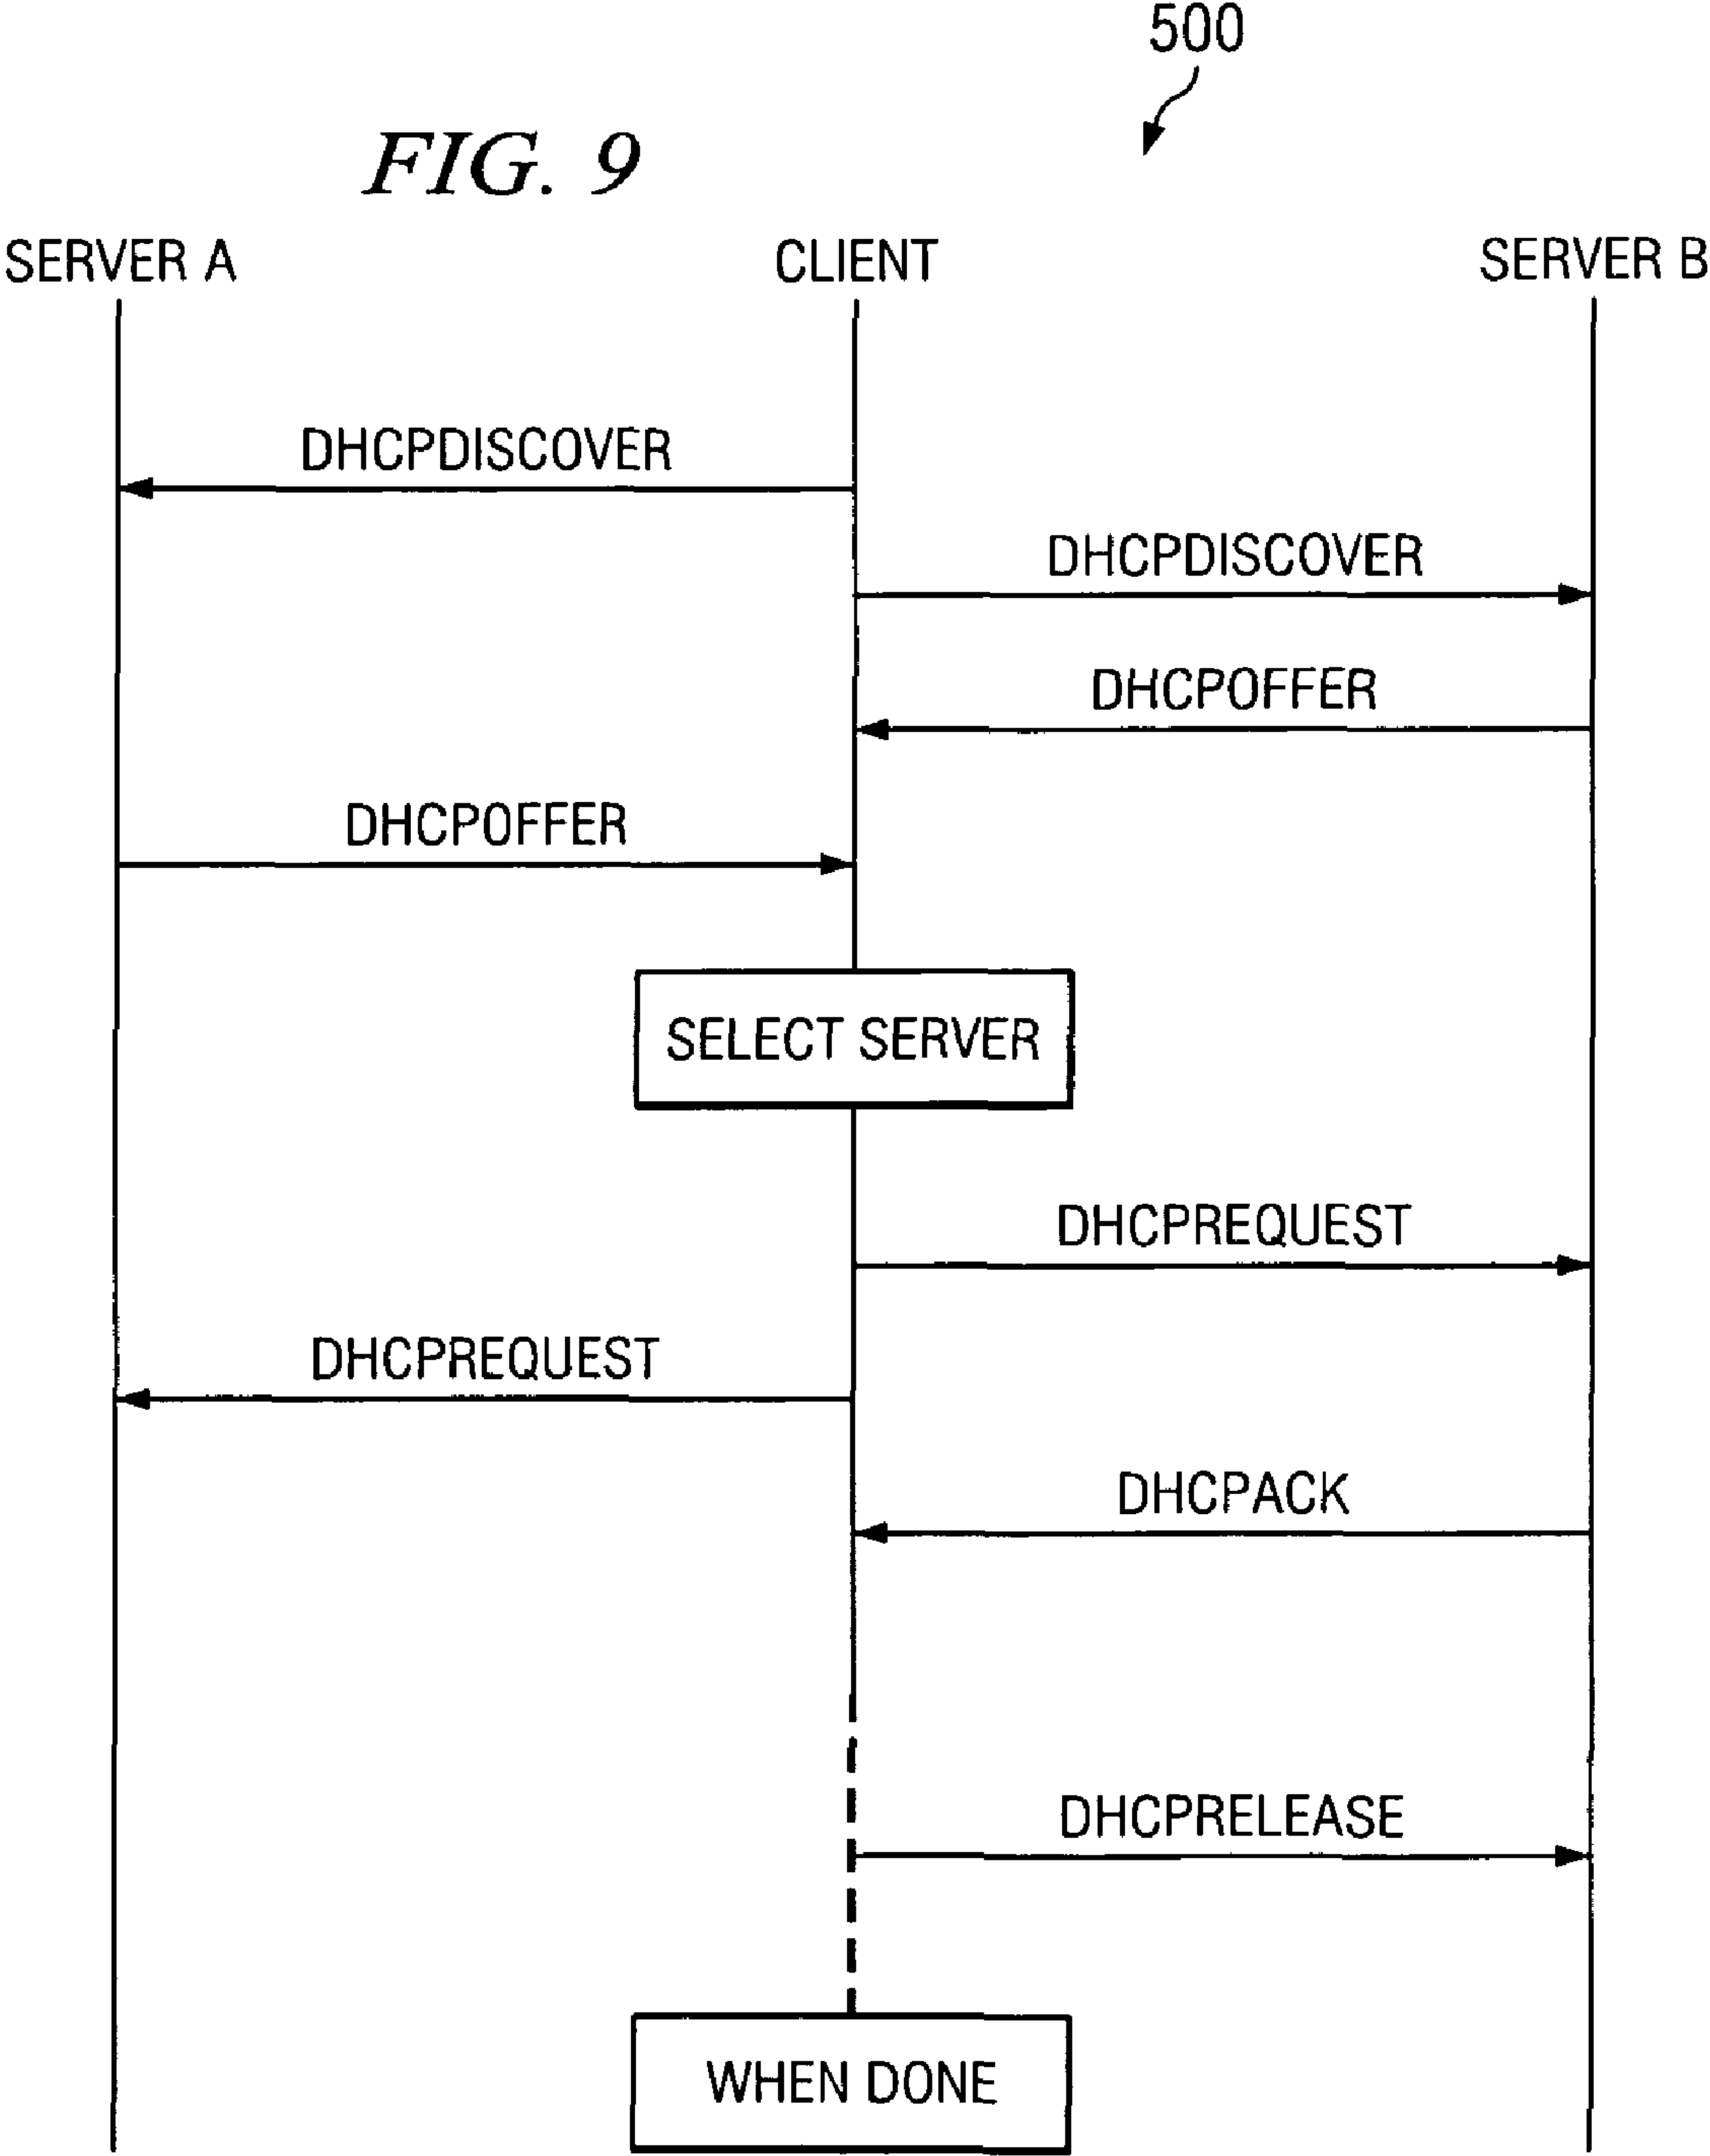 500
FIG. 9
SERVER A
CLIENT
SERVER B
DHCPDISCOVER
DHCPDISCOVER
DHCPOFFER
DHCPOFFER
SELECT SERVER
DHCPREQUEST
DHCPREQUEST
DHCPACK
DHCPRELEASE
WHEN DONE